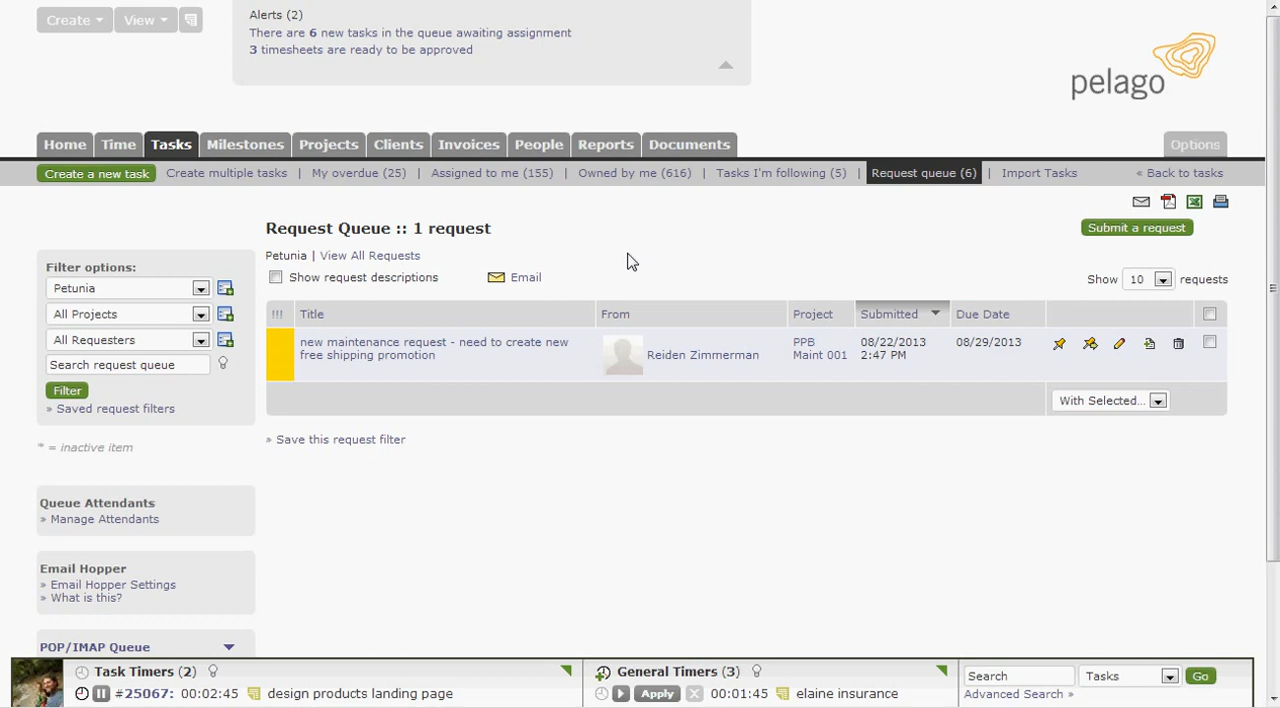 Create View
Alerts (2)
There are 6 new tasks in the queue awaiting assignment
3 timesheets are ready to be approved
pelago
Home Time Tasks Milestones Projects Clients Invoices People Reports Documents Options
Create a new task Create multiple tasks | My overdue (25) | Assigned to me (155) | Owned by me (616) | Tasks I'm following (5) | Request queue (6) | Import Tasks « Back to tasks
Request Queue :: 1 request
Submit a request
Petunia | View All Requests
Show request descriptions Email
Show 10 requests
Filter options:
Petunia
All Projects
All Requesters
Search request queue
Filter
» Saved request filters
* = inactive item
!!! Title From Project Submitted Due Date
new maintenance request - need to create new
free shipping promotion
Reiden Zimmerman
PPB
Maint 001
08/22/2013
2:47 PM
08/29/2013
With Selected...
» Save this request filter
Queue Attendants
» Manage Attendants
Email Hopper
» Email Hopper Settings
» What is this?
POP/IMAP Queue
Task Timers (2)
#25067: 00:02:45 design products landing page
General Timers (3)
Apply 00:01:45 elaine insurance
Search Tasks Go
Advanced Search »